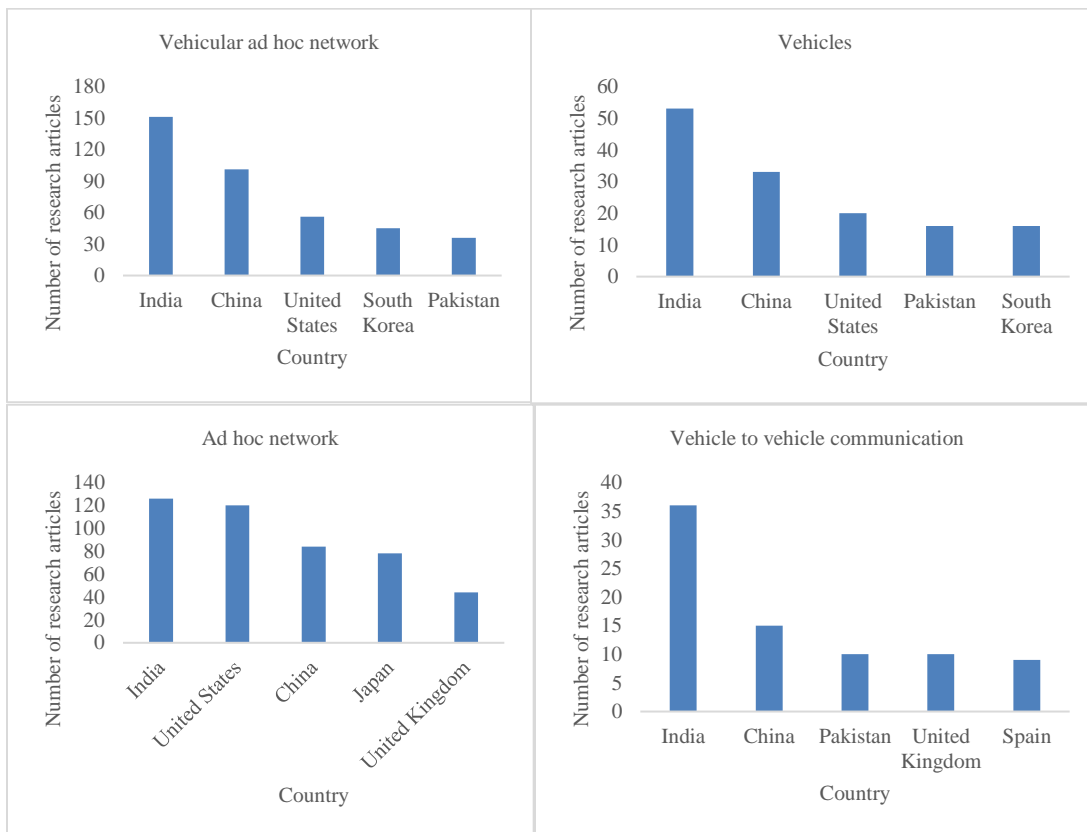 Vehicular ad hoc network
Number of research articles
180
150
120
90
60
30
0
India
China
United
States
South
Korea
Pakistan
Country
Vehicles
Number of research articles
60
50
40
30
20
10
0
India
China
United
States
Pakistan
South
Korea
Country
Ad hoc network
Number of research articles
140
120
100
80
60
40
20
0
India
United States
China
Japan
United Kingdom
Country
Vehicle to vehicle communication
Number of research articles
40
35
30
25
20
15
10
5
0
India
China
Pakistan
United
Kingdom
Spain
Country